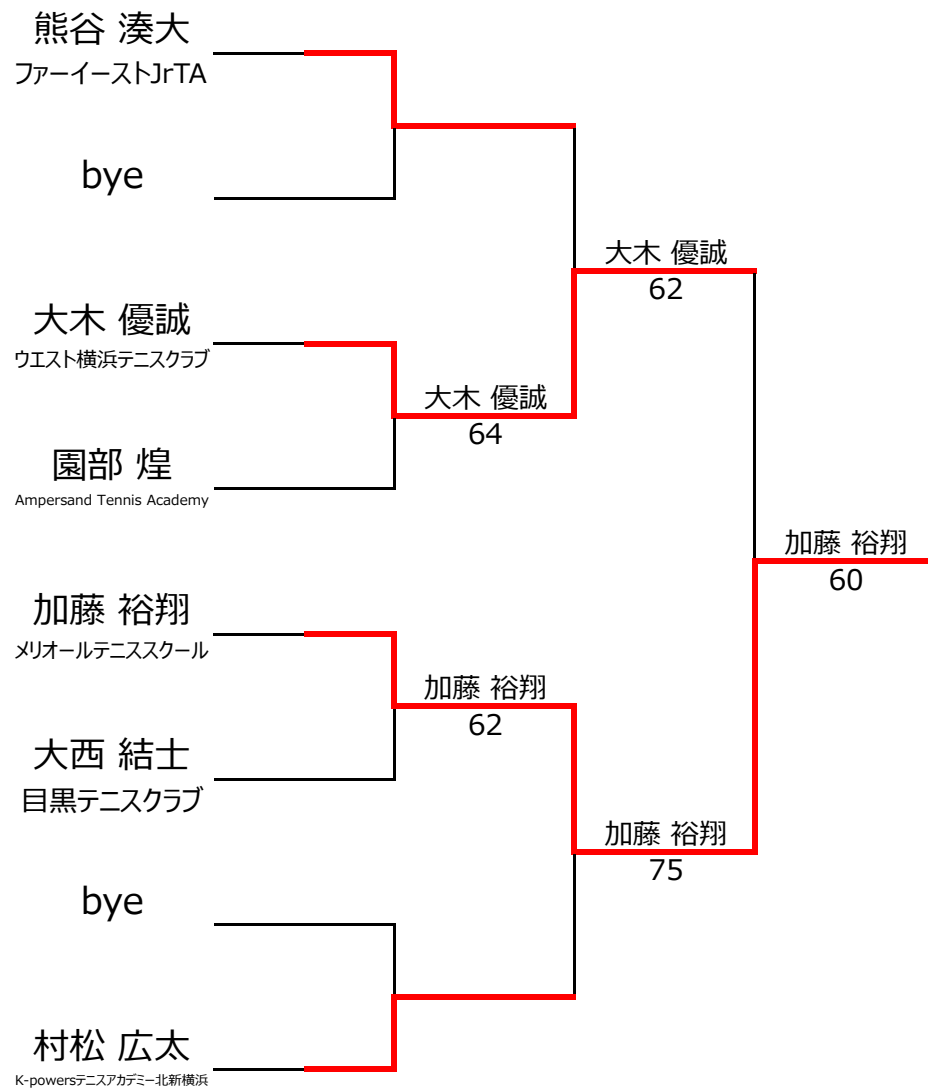 熊谷 湊大
ファーイーストJrTA
bye
大木 優誠
ウエスト横浜テニスクラブ
園部 煌
Ampersand Tennis Academy
加藤 裕翔
メリオールテニススクール
大西 結士
目黒テニスクラブ
bye
村松 広太
K-powersテニスアカデミー北新横浜
大木 優誠
64
加藤 裕翔
62
大木 優誠
62
加藤 裕翔
75
加藤 裕翔
60